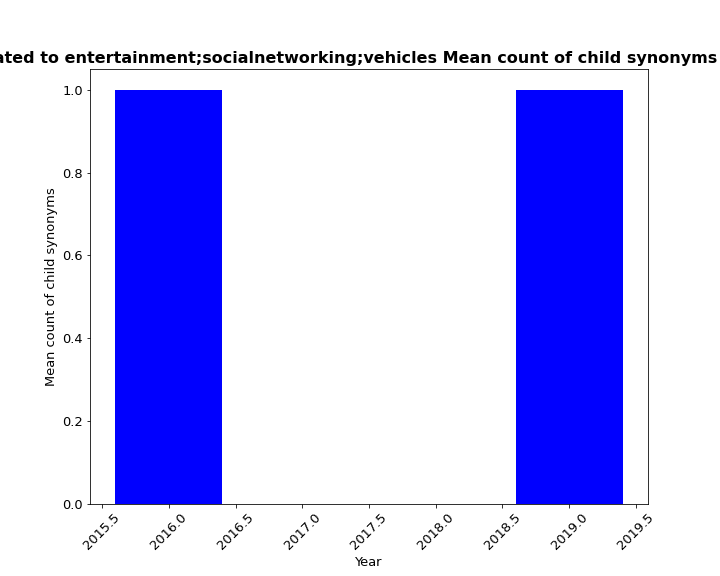 to entertainment;socialnetworking;vehicles Mean count of child synonyms
1.0
0.8
0.6
0.4
0.2
0.0
Mean count of child synonyms
2015.5 2016.0 2016.5 2017.0 2017.5 2018.0 2018.5 2019.0 2019.5
Year